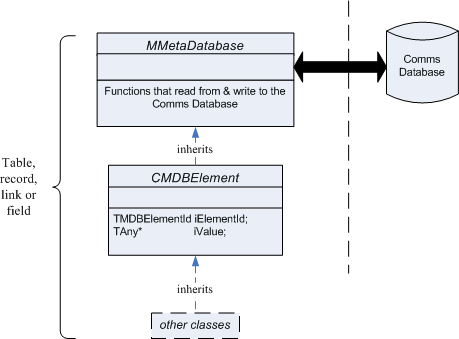 MMetaDatabase
Functions that read from & write to the
Comms Database
Comms
Database
inherits
Table,
record,
link or
field
CMDBElement
TMDBElementId iElementId;
TAny* iValue;
inherits
other classes